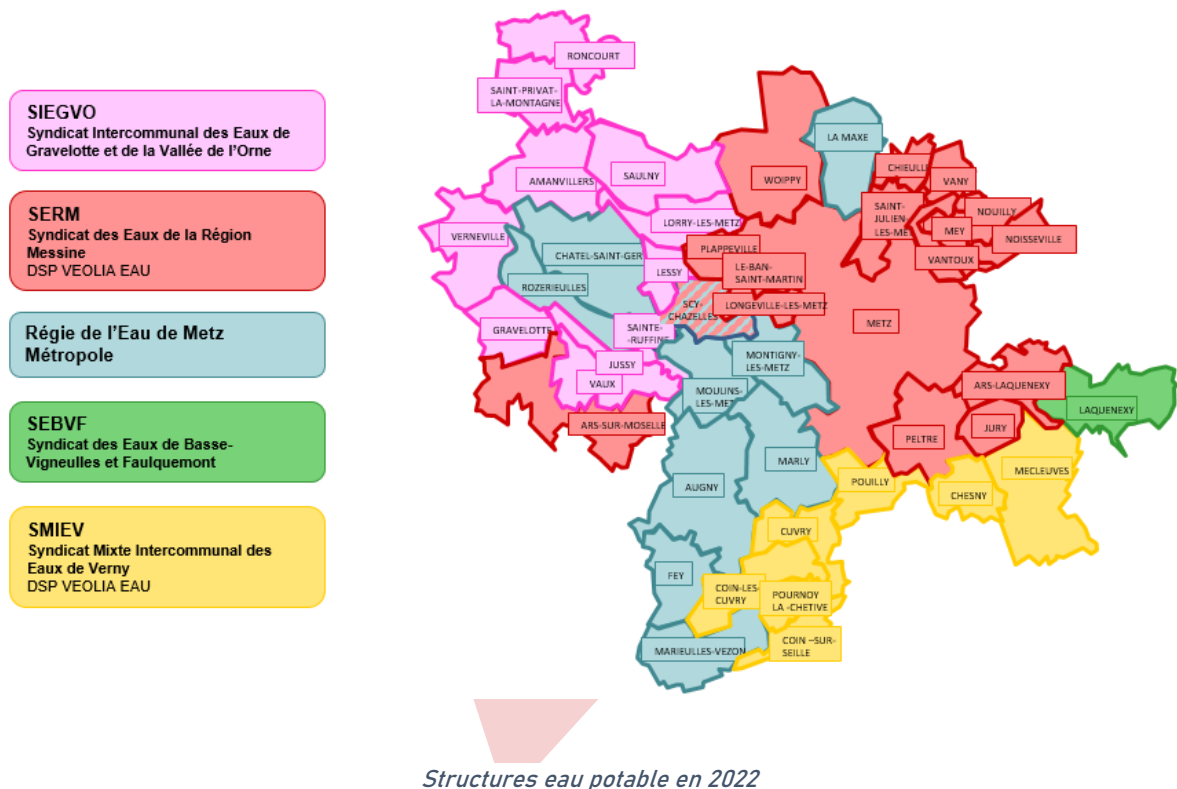 SIEGVO
Syndicat Intercommunal des Eaux de
Gravelotte et de la Vallée de l'Orne
SERM
Syndicat des Eaux de la Région
Messine
DSP VEOLIA EAU
Régie de l'Eau de Metz
Métropole
SEBVF
Syndicat des Eaux de Basse-
Vigneulles et Faulquemont
SMIEV
Syndicat Mixte Intercommunal des
Eaux de Verny
DSP VEOLIA EAU
RONCOURT
SAINT-PRIVAT-
LA-MONTAGNE
LA MAXE
WOIPPY
CHIEULL
VANY
AMANVILLERS
SAULNY
SAINT-
JULIEN-
LES-ME
NOUILLY
MEY
NOISSEVILLE
VERNEVILLE
LORRY-LES-METZ
PLAPPEVILLE
VANTOUX
CHATEL-SAINT-GER
LESSY
LE-BAN-
SAINT-MARTIN
ROZERIEULLES
SCY-
CHAZELLES
LONGEVILLE-LES-METZ
METZ
GRAVELOTTE
SAINTE
-RUFFINE
MONTIGNY-
LES-METZ
JUSSY
VAUX
MOULINS-
LES-MET
ARS-LAQUENEXY
LAQUENEXY
ARS-SUR-MOSELLE
PELTRE
JURY
MARLY
AUGNY
POUILLY
CHESNY
MECLEUVES
CUVRY
FEY
COIN-LES-
CUVRY
POURNOY
LA -CHETIVE
MARIEULLES-VEZON
COIN –SUR-
SEILLE
Structures eau potable en 2022